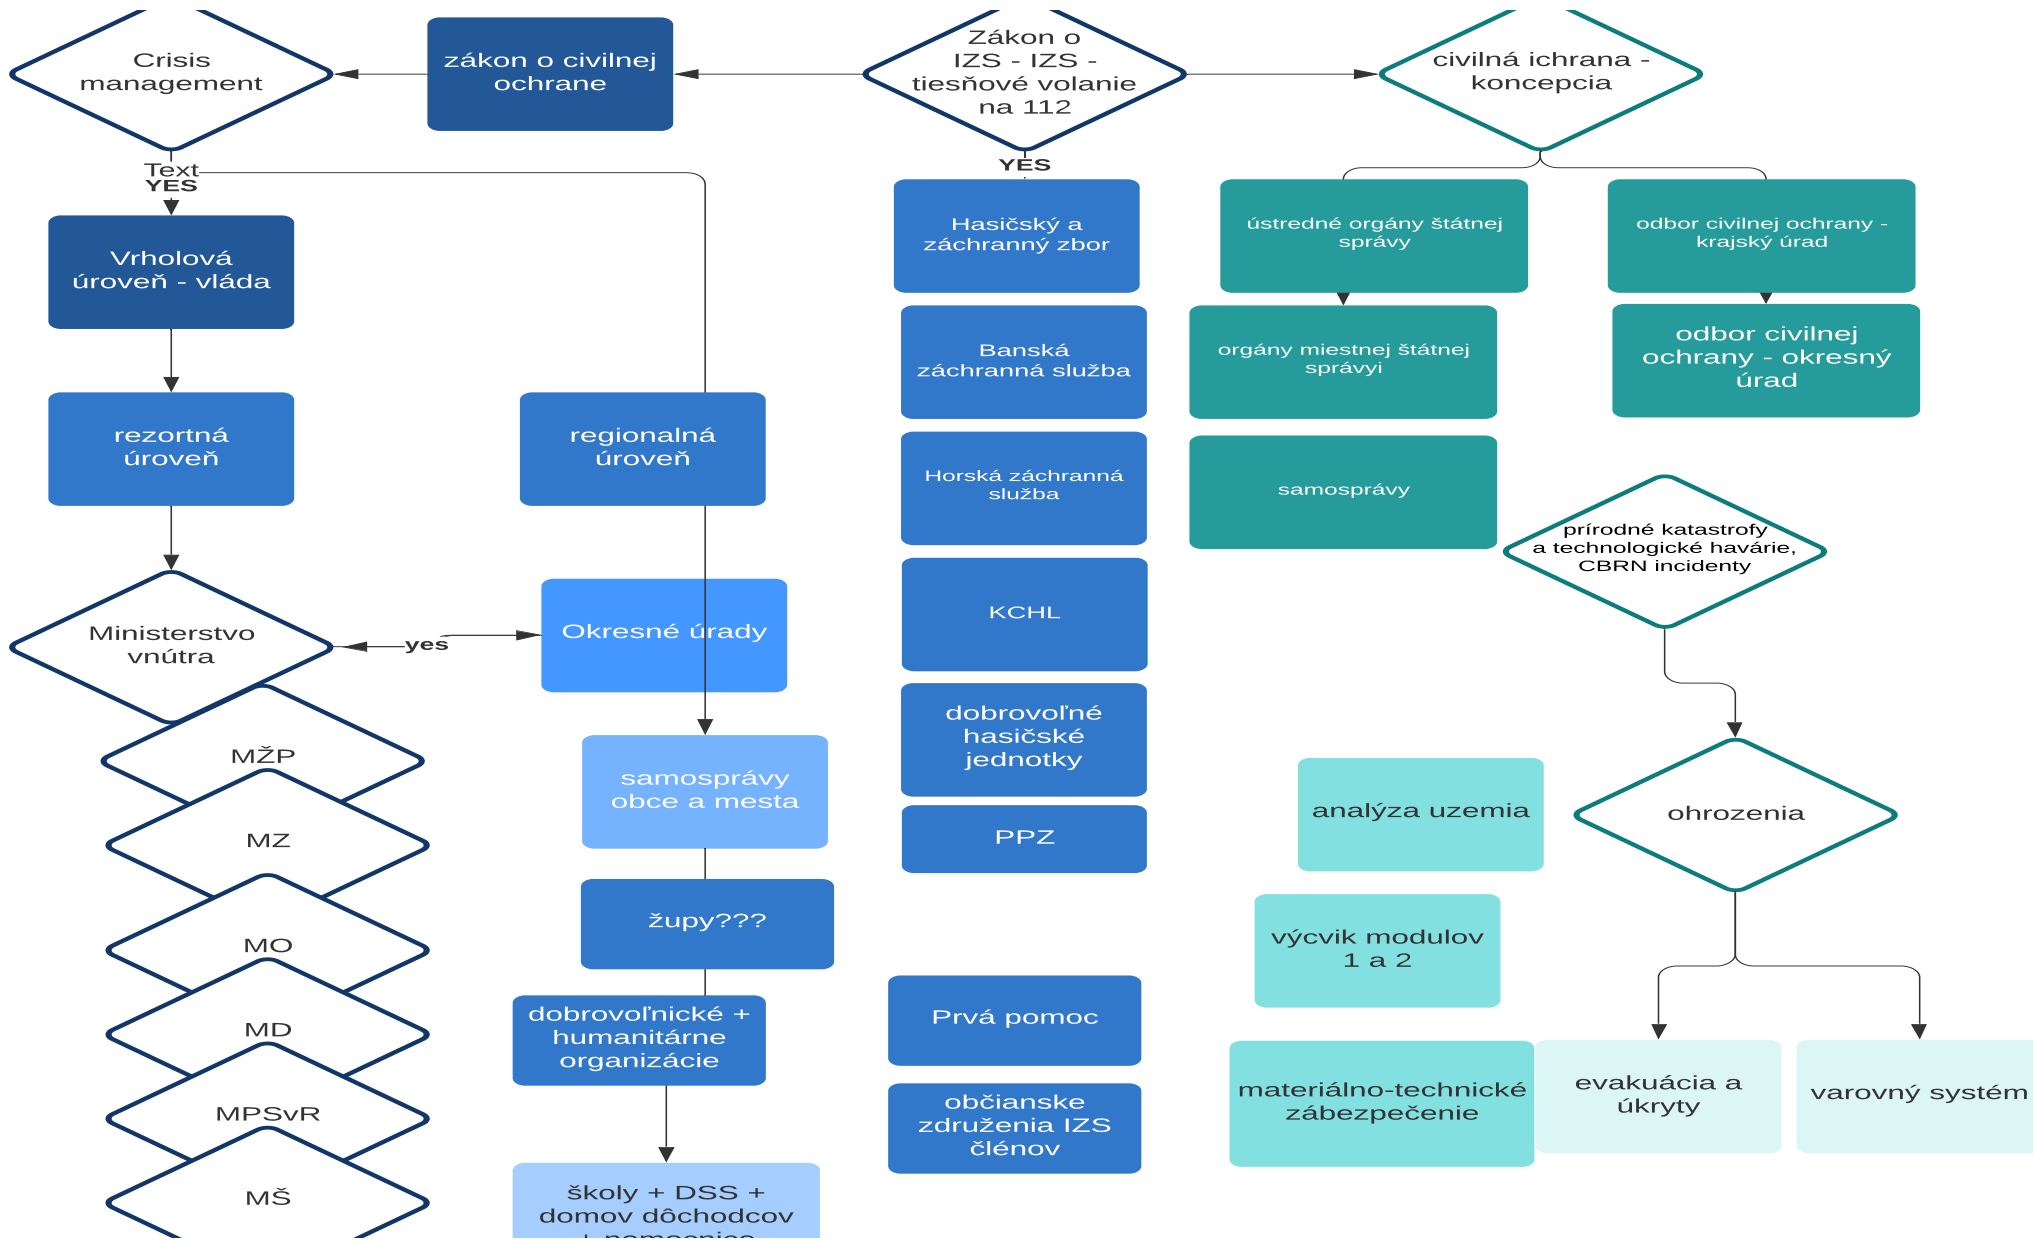 Crisis
management
zákon o civilnej
ochrane
Zákon o
IZS - IZS -
tiesňové volanie
na 112
civilná ichrana -
koncepcia
Text
YES
YES
Vrholová
úroveň - vláda
Hasičský a
záchranný zbor
ústredné orgány štátnej
správy
odbor civilnej ochrany -
krajský úrad
Banská
záchranná služba
orgány miestnej štátnej
správyi
odbor civilnej
ochrany - okresný
úrad
rezortná
úroveň
regionalná
úroveň
Horská záchranná
služba
samosprávy
prírodné katastrofy
a technologické havárie,
CBRN incidenty
Ministerstvo
vnútra
yes
Okresné úrady
KCHL
MŽP
samosprávy
obce a mesta
dobrovoľné
hasičské
jednotky
analýza uzemia
ohrozenia
MZ
PPZ
župy???
výcvik modulov
1 a 2
MO
MD
dobrovoľnické +
humanitárne
organizácie
Prvá pomoc
materiálno-technické
zábezpečenie
evakuácia a
úkryty
varovný systém
MPSvR
občianske
združenia IZS
člénov
MŠ
školy + DSS +
domov dôchodcov
+ nemocnice